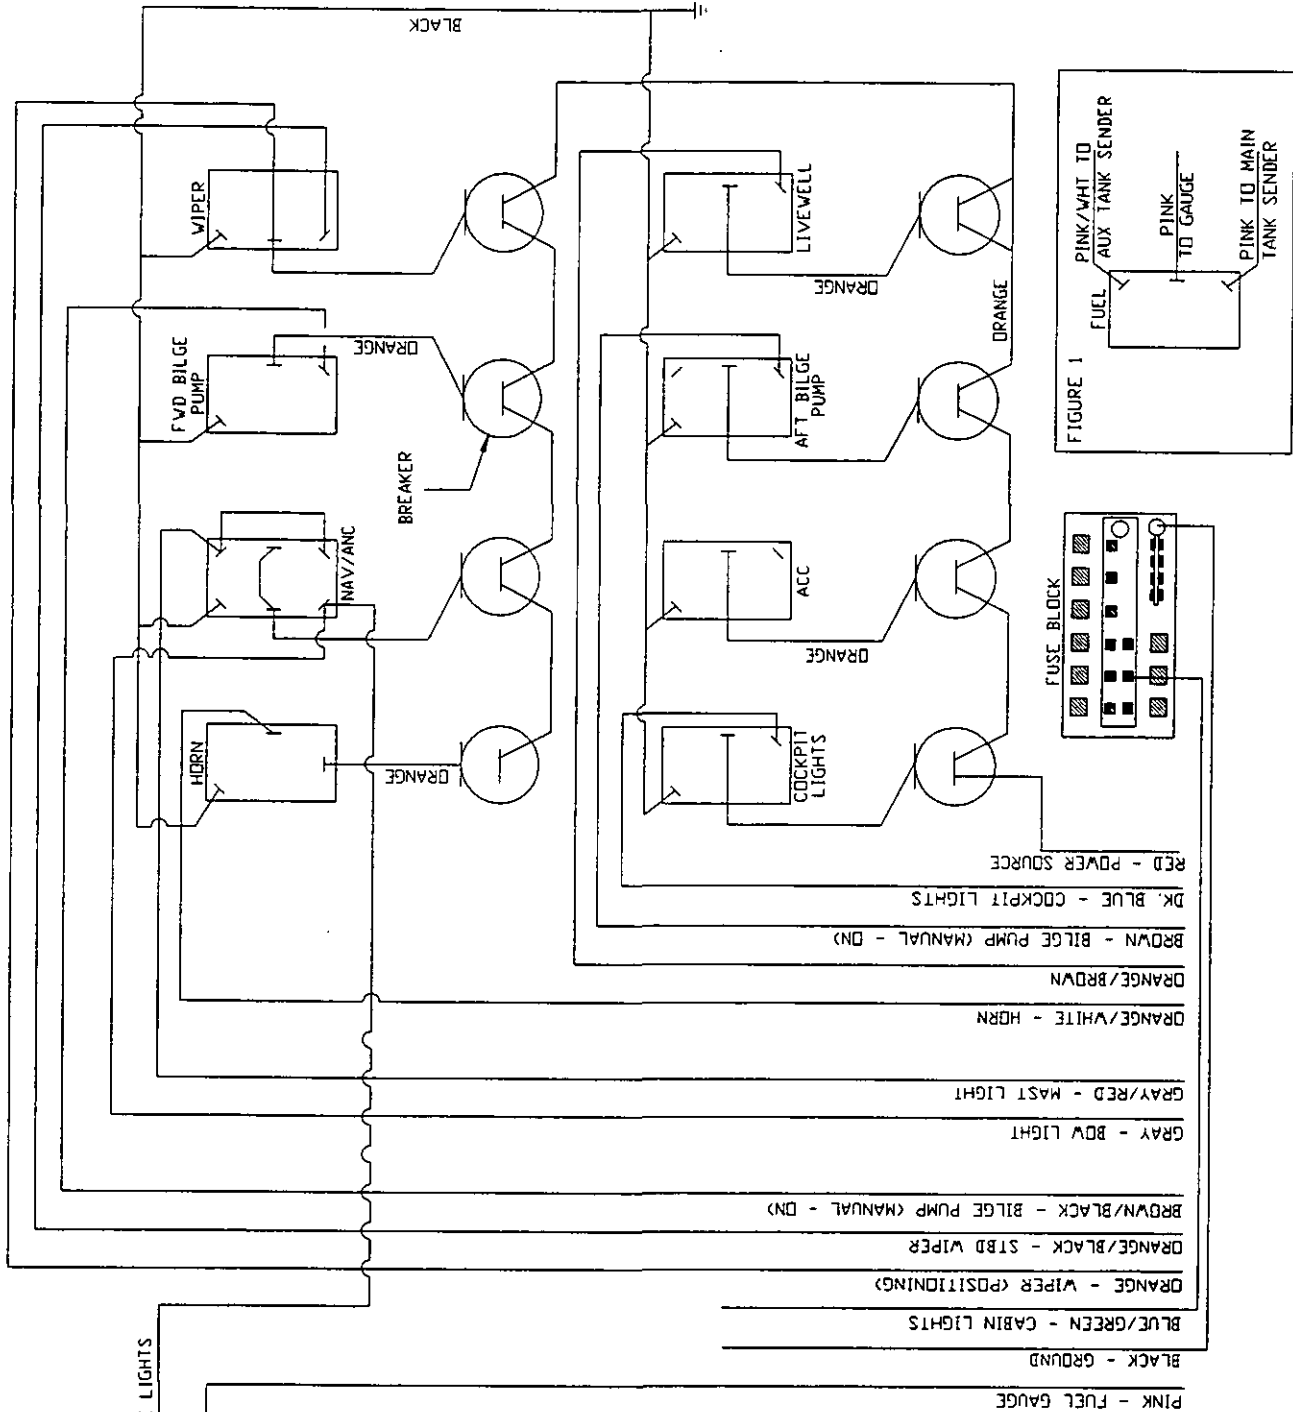 BLACK
WIPER
FWD BILGE
PUMP
ORANGE
BREAKER
NAV/ANC
HORN
ORANGE
LIVEWELL
ORANGE
AFT BILGE
PUMP
ORANGE
ACC
ORANGE
COCKPIT
LIGHTS
FIGURE 1
FUEL
PINK/WHT TO
AUX TANK SENDER
PINK
TO GAUGE
PINK TO MAIN
TANK SENDER
FUSE BLOCK
RED - POWER SOURCE
DK. BLUE - COCKPIT LIGHTS
BROWN - BILGE PUMP (MANUAL - ON)
ORANGE/BROWN
ORANGE/WHITE - HORN
GRAY/RED - MAST LIGHT
GRAY - BOW LIGHT
BROWN/BLACK - BILGE PUMP (MANUAL - ON)
ORANGE/BLACK - STBD WIPER
ORANGE - WIPER (POSITIONING)
BLUE/GREEN - CABIN LIGHTS
BLACK - GROUND
PINK - FUEL GAUGE
LIGHTS